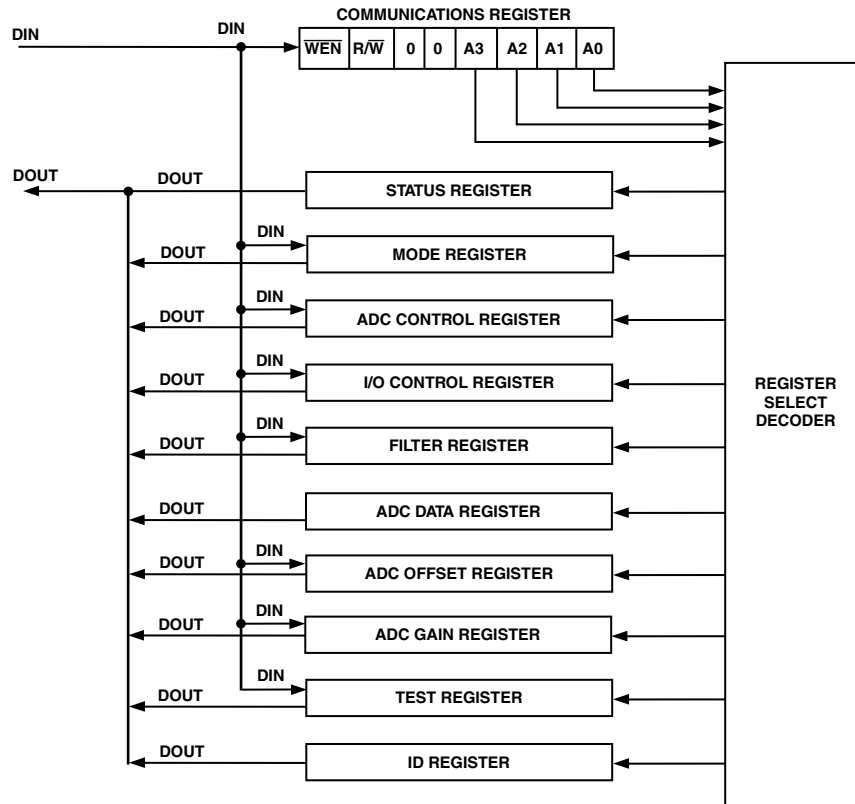 COMMUNICATIONS REGISTER
DIN
DIN
WEN R/W 0 0 A3 A2 A1 A0
DOUT
DOUT
STATUS REGISTER
DIN
DOUT
MODE REGISTER
DIN
DOUT
ADC CONTROL REGISTER
DIN
DOUT
I/O CONTROL REGISTER
REGISTER
SELECT
DECODER
DIN
DOUT
FILTER REGISTER
DOUT
ADC DATA REGISTER
DIN
DOUT
ADC OFFSET REGISTER
DIN
DOUT
ADC GAIN REGISTER
DIN
DOUT
TEST REGISTER
DOUT
ID REGISTER